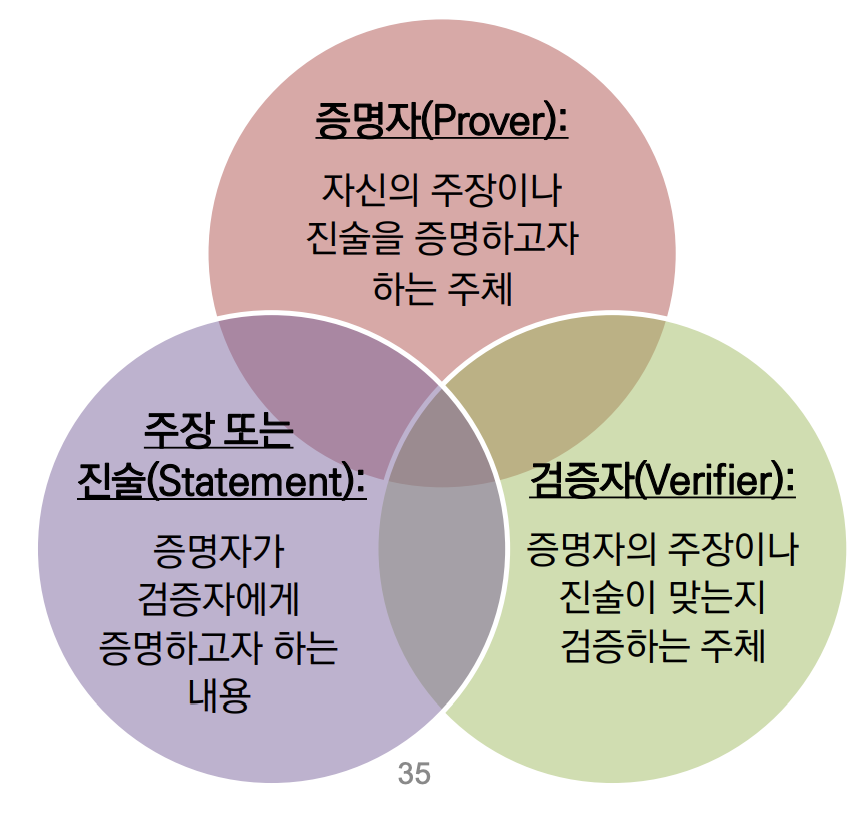 증명자(Prover):
자신의 주장이나
진술을 증명하고자
하는 주체
주장 또는
진술(Statement):
증명자가
검증자에게
증명하고자 하는
내용
검증자(Verifier):
증명자의 주장이나
진술이 맞는지
검증하는 주체
35